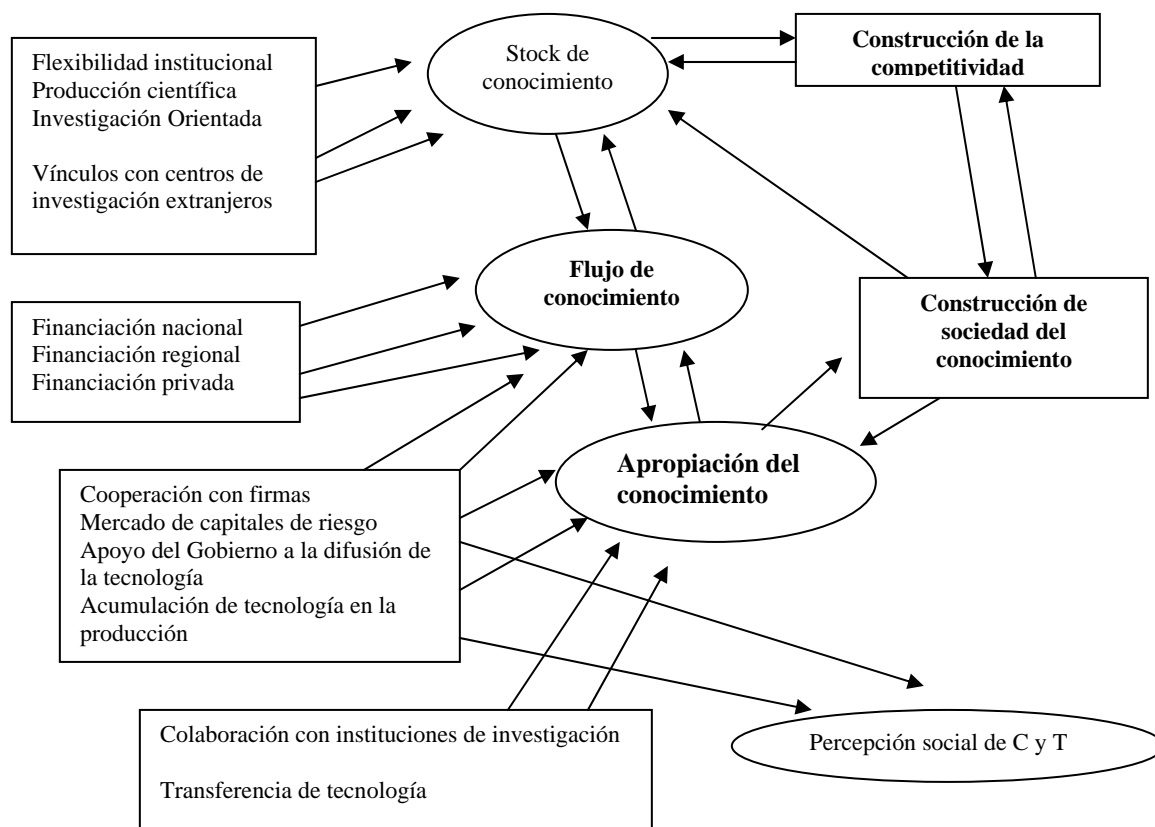 Flexibilidad institucional
Producción científica
Investigación Orientada
Vínculos con centros de
investigación extranjeros
Stock de
conocimiento
Construcción de la
competitividad
Flujo de
conocimiento
Financiación nacional
Financiación regional
Financiación privada
Construcción de
sociedad del
conocimiento
Apropiación del
conocimiento
Cooperación con firmas
Mercado de capitales de riesgo
Apoyo del Gobierno a la difusión de
la tecnología
Acumulación de tecnología en la
producción
Colaboración con instituciones de investigación
Transferencia de tecnología
Percepción social de C y T